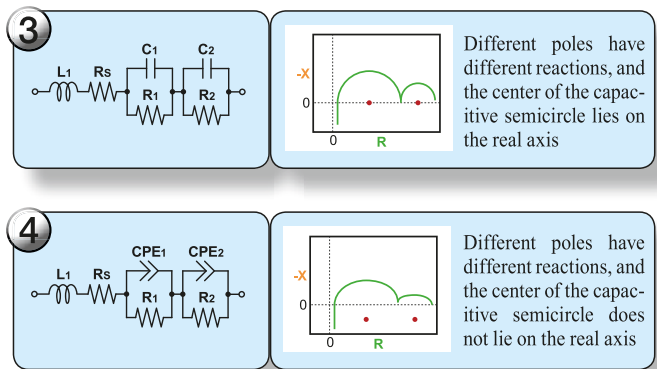 3
L1 RS C1 C2
R1 R2
-X
0
0
R
Different poles have
different reactions, and
the center of the capac-
itive semicircle lies on
the real axis
4
L1 RS CPE1 CPE2
R1 R2
-X
0
0
R
Different poles have
different reactions, and
the center of the capac-
itive semicircle does
not lie on the real axis